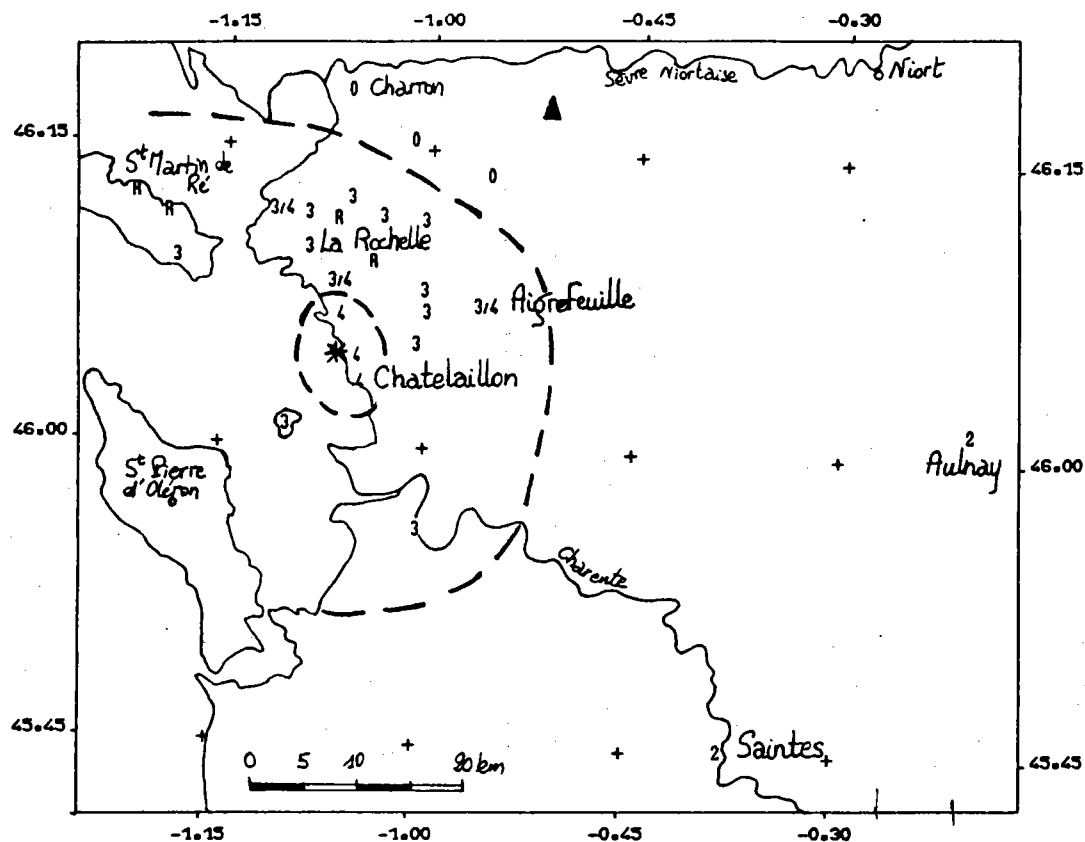 -1.15 -1.00 -0.45 -0.30
Sèvre Niortaise
Niort
0 Charron
46.15
0
46.15
0
St Martin de
Ré
R
R
3
3/4 3 R 3 3
3 La Rochelle
R
3
3/4
3
3
3/4 Aigrefeuille
4
3
4
Chatelaillon
3
46.00
2
Aulnay
46.00
St Pierre
d'Oléron
3
Charente
45.45
2 Saintes
45.45
0 5 10 20 km
-1.15 -1.00 -0.45 -0.30